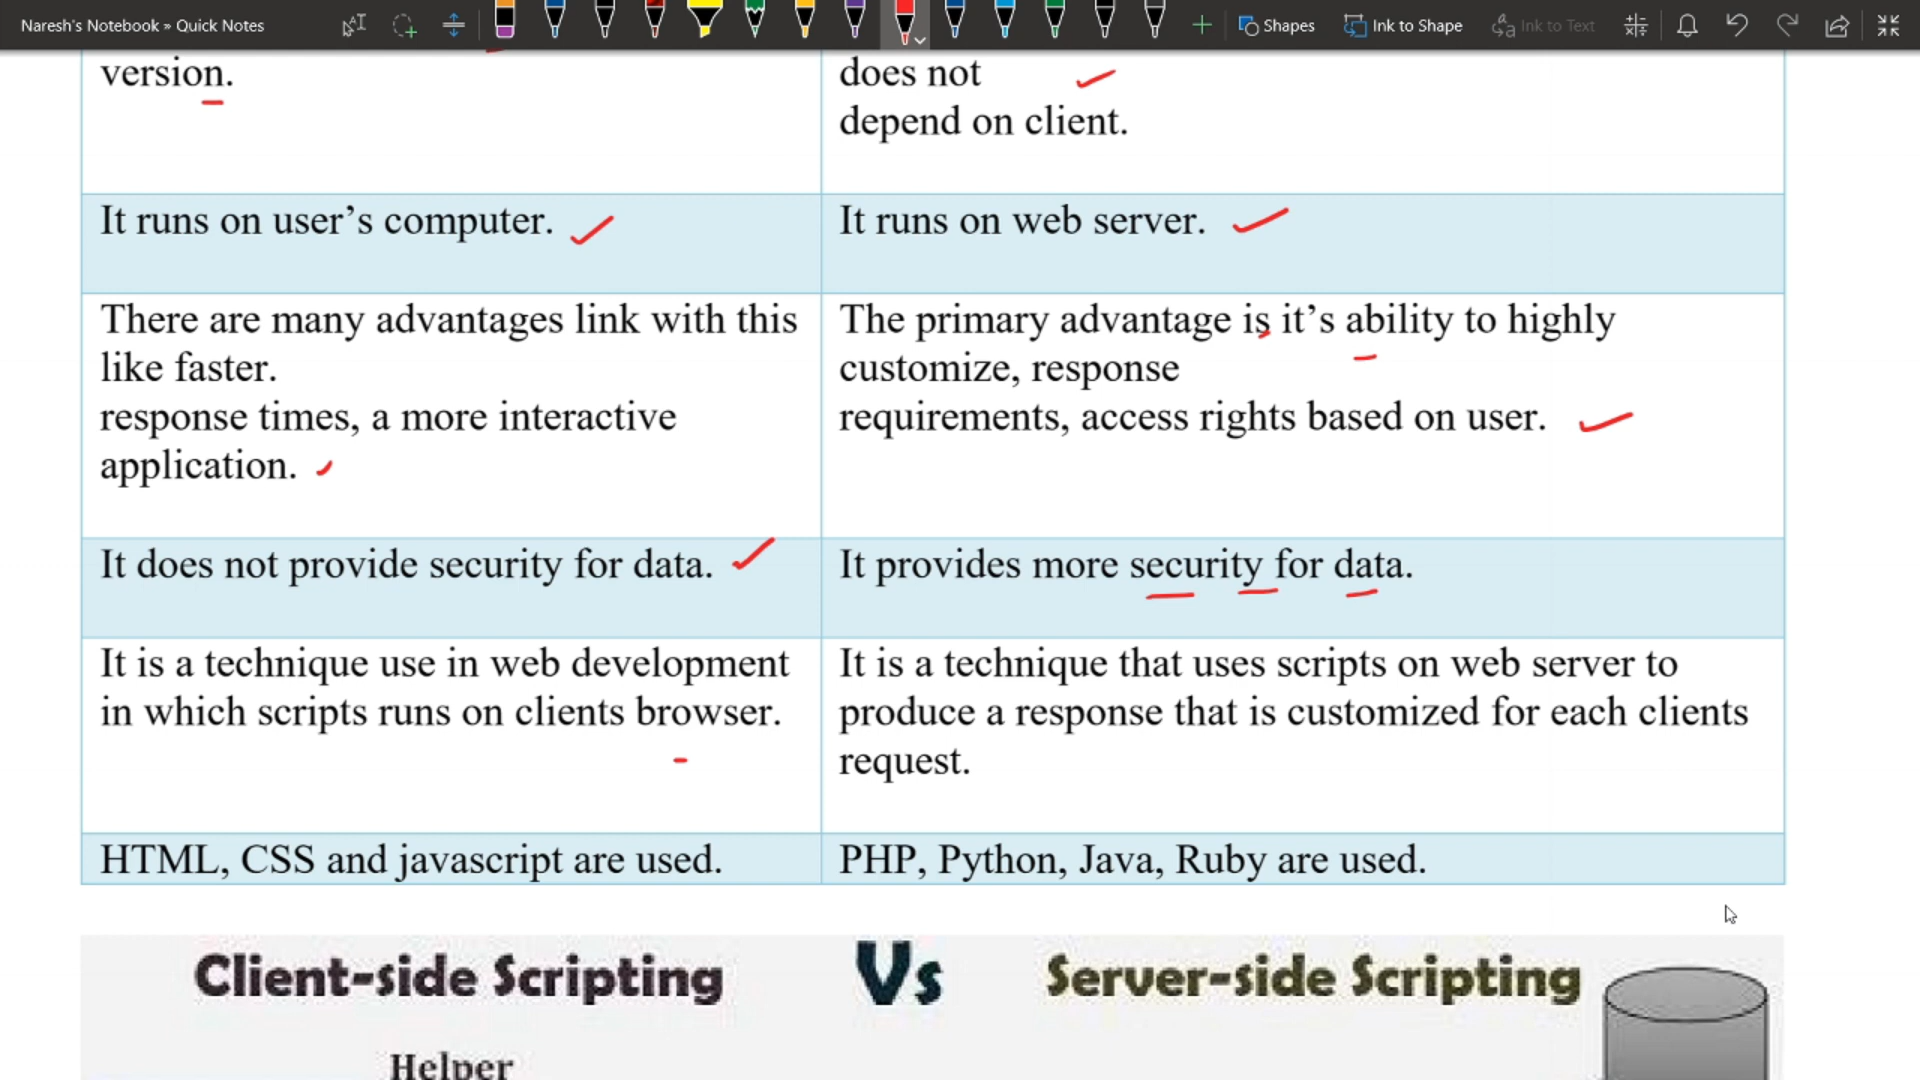 Naresh's Notebook » Quick Notes
Shapes
Ink to Shape
Ink to Text
version.
does not
depend on client.
It runs on user’s computer.
It runs on web server.
There are many advantages link with this
like faster.
response times, a more interactive
application.
The primary advantage is it’s ability to highly
customize, response
requirements, access rights based on user.
It does not provide security for data.
It provides more security for data.
It is a technique use in web development
in which scripts runs on clients browser.
It is a technique that uses scripts on web server to
produce a response that is customized for each clients
request.
HTML, CSS and javascript are used.
PHP, Python, Java, Ruby are used.
Client-side Scripting Vs Server-side Scripting
Helper